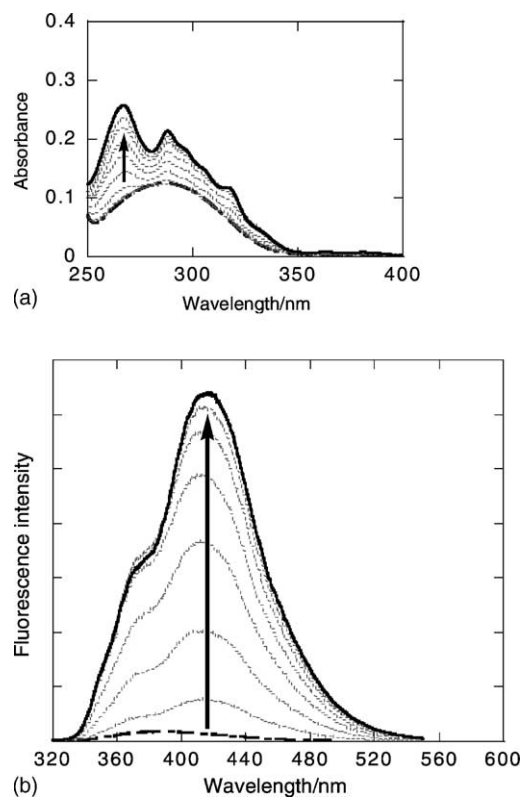 0.4
0.3
0.2
0.1
0
Absorbance
250 300 350 400
Wavelength/nm
(a)
Fluorescence intensity
320 360 400 440 480 520 560 600
Wavelength/nm
(b)